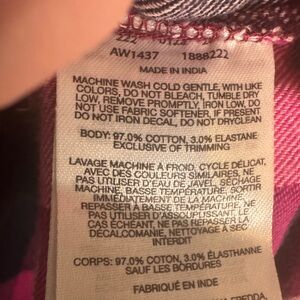 AW1437 1888222
MADE IN INDIA
MACHINE WASH COLD GENTLE, WITH LIKE
COLORS, DO NOT BLEACH, TUMBLE DRY
LOW, REMOVE PROMPTLY, IRON LOW, DO
NOT USE FABRIC SOFTENER, IF PRESENT
DO NOT IRON DECAL, DO NOT DRYCLEAN
BODY: 97.0% COTTON, 3.0% ELASTANE
EXCLUSIVE OF TRIMMING
LAVAGE MACHINE À FROID, CYCLE DÉLICAT,
AVEC DES COULEURS SIMILAIRES, NE
PAS UTILISER D'EAU DE JAVEL, SÉCHAGE
MACHINE, BASSE TEMPÉRATURE, SORTIR
IMMÉDIATEMENT DE LA MACHINE,
REPASSER À BASSE TEMPÉRATURE, NE
PAS UTILISER D'ASSOUPLISSANT, LE
CAS ÉCHÉANT, NE PAS REPASSER LA
DÉCALCOMANIE, NETTOYAGE À SEC
INTERDIT
CORPS: 97.0% COTON, 3.0% ÉLASTHANNE
SAUF LES BORDURES
FABRIQUÉ EN INDE